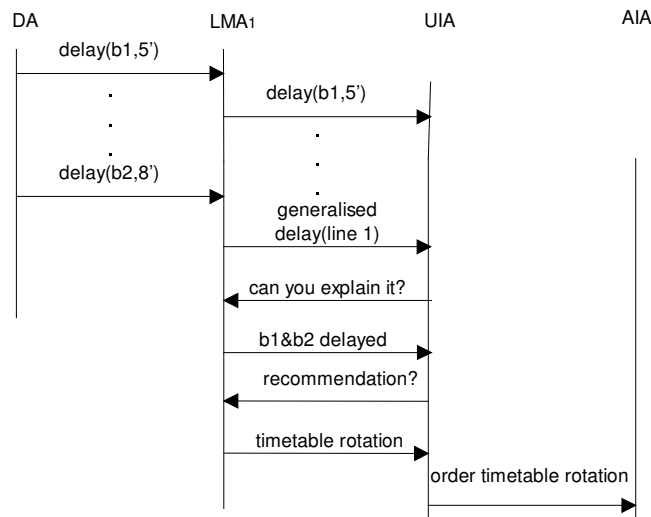 DA LMA1 UIA AIA
delay(b1,5')
delay(b1,5')
.
.
.
.
.
.
delay(b2,8')
generalised
delay(line 1)
can you explain it?
b1&b2 delayed
recommendation?
timetable rotation
order timetable rotation